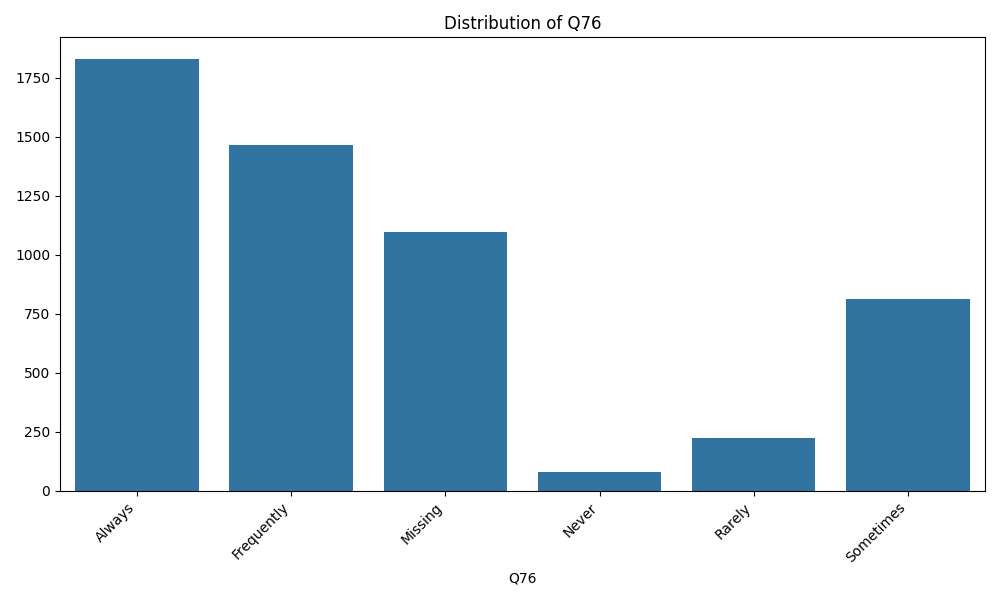 Distribution of Q76
1750
1500
1250
1000
750
500
250
0
Always
Frequently
Missing
Never
Rarely
Sometimes
Q76